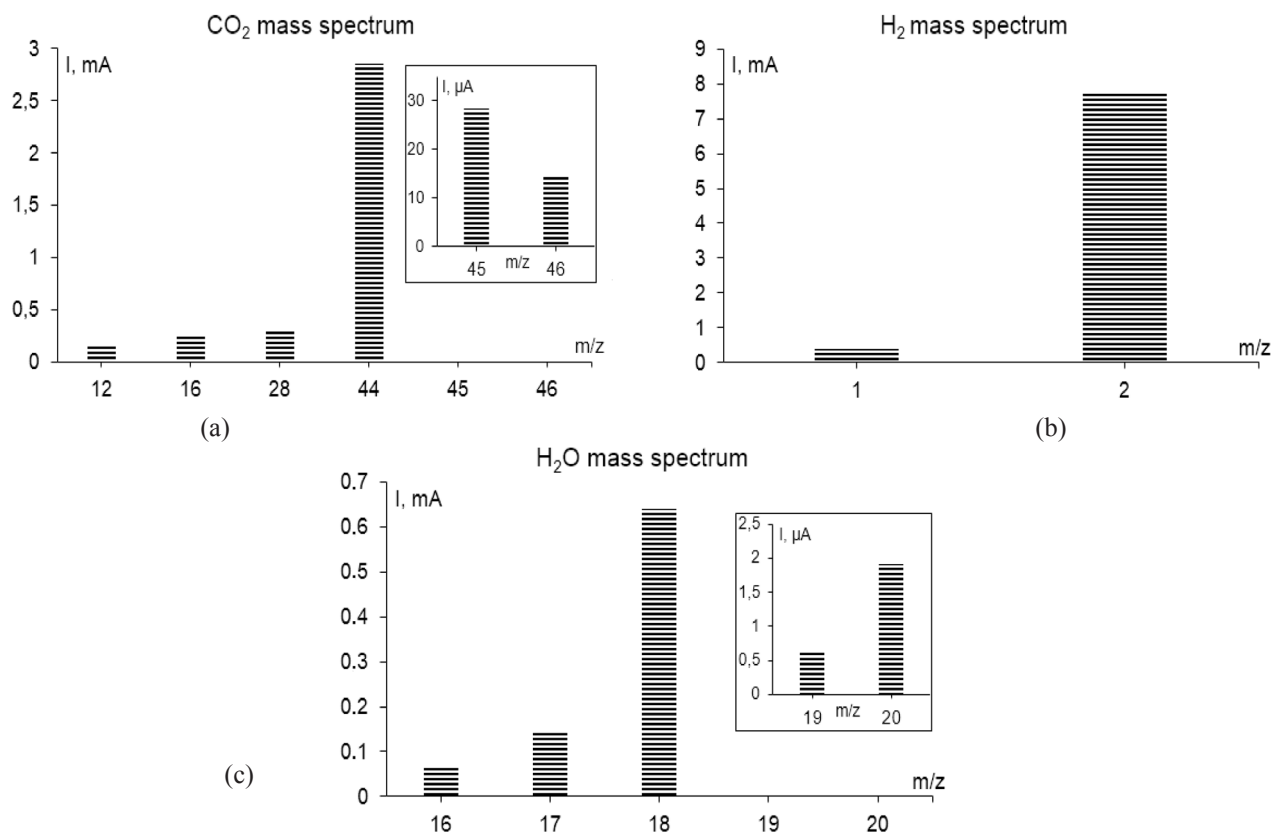 CO₂ mass spectrum
I, mA
3
2,5
2
1,5
1
0,5
0
12 16 28 44 45 46
m/z
I, µA
30
20
10
0
45 m/z 46
(a)
H₂ mass spectrum
I, mA
9
8
7
6
5
4
3
2
1
0
1 2
m/z
(b)
H₂O mass spectrum
I, mA
0.7
0.6
0.5
0.4
0.3
0.2
0.1
0
16 17 18 19 20
m/z
I, µA
2,5
2
1,5
1
0,5
0
19 m/z 20
(c)